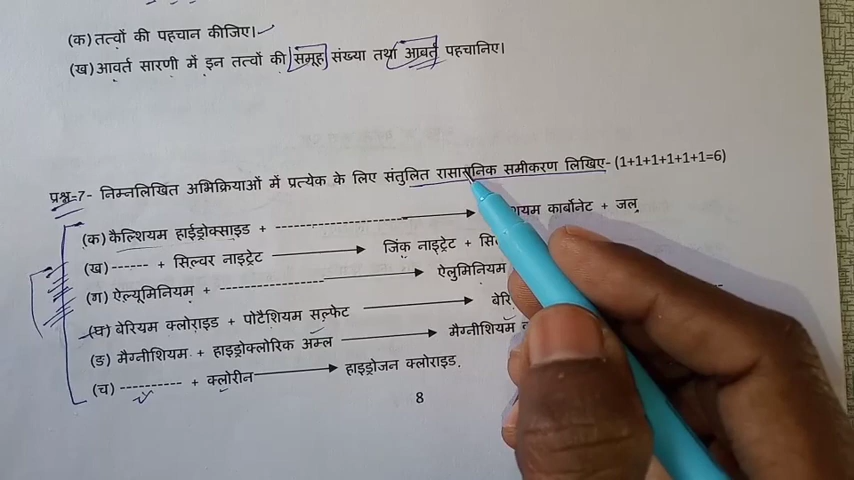 (क) तत्वों की पहचान कीजिए।
(ख) आवर्त सारणी में इन तत्वों की समूह संख्या तथा आवर्त पहचानिए।
प्रश्न=7- निम्नलिखित अभिक्रियाओं में प्रत्येक के लिए संतुलित रासायनिक समीकरण लिखिए- (1+1+1+1+1+1=6)
(क) कैल्शियम हाईड्रोक्साइड + ------------------- कार्बोनेट + जल
(ख) ------ + सिल्वर नाइट्रेट जिंक नाइट्रेट +
(ग) ऐल्यूमिनियम + ---------------- ऐलुमिनियम
(घ) बेरियम क्लोराइड + पोटैशियम सल्फेट
(ङ) मैग्नीशियम + हाइड्रोक्लोरिक अम्ल मैग्नीशियम
(च) ---------- + क्लोरीन हाइड्रोजन क्लोराइड.
8